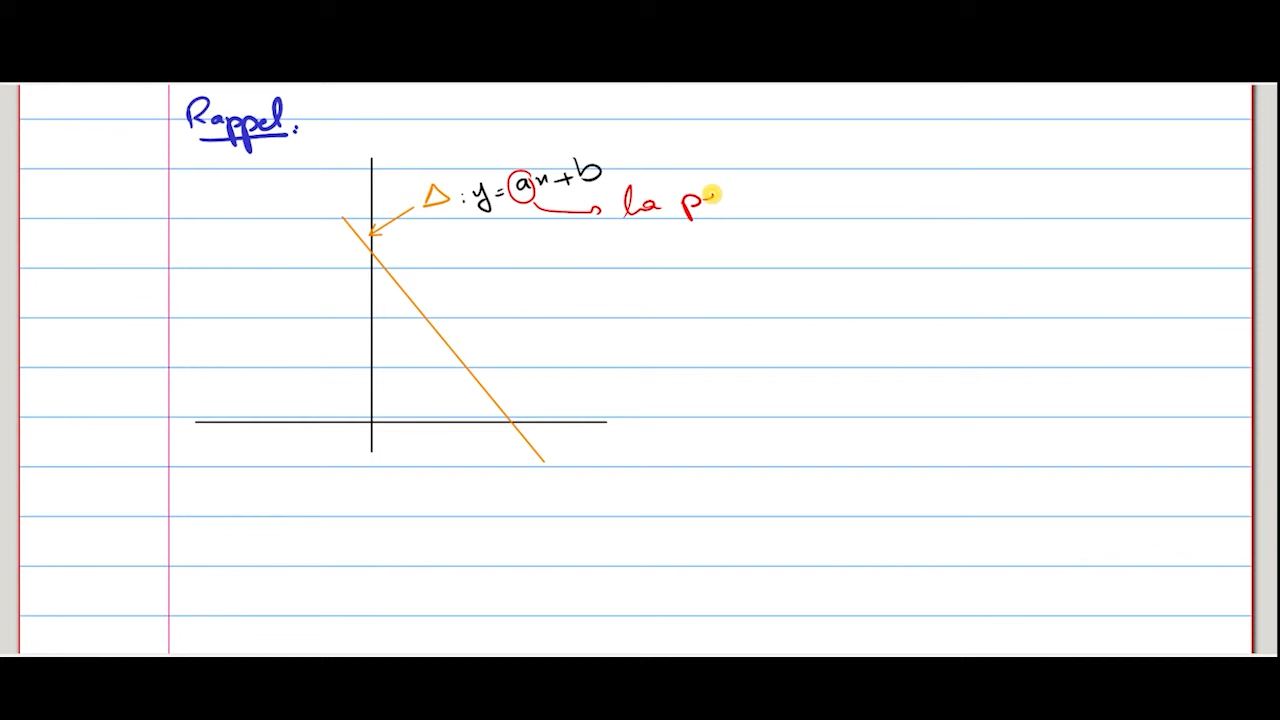 Rappel :
Δ : y = ax + b
la p